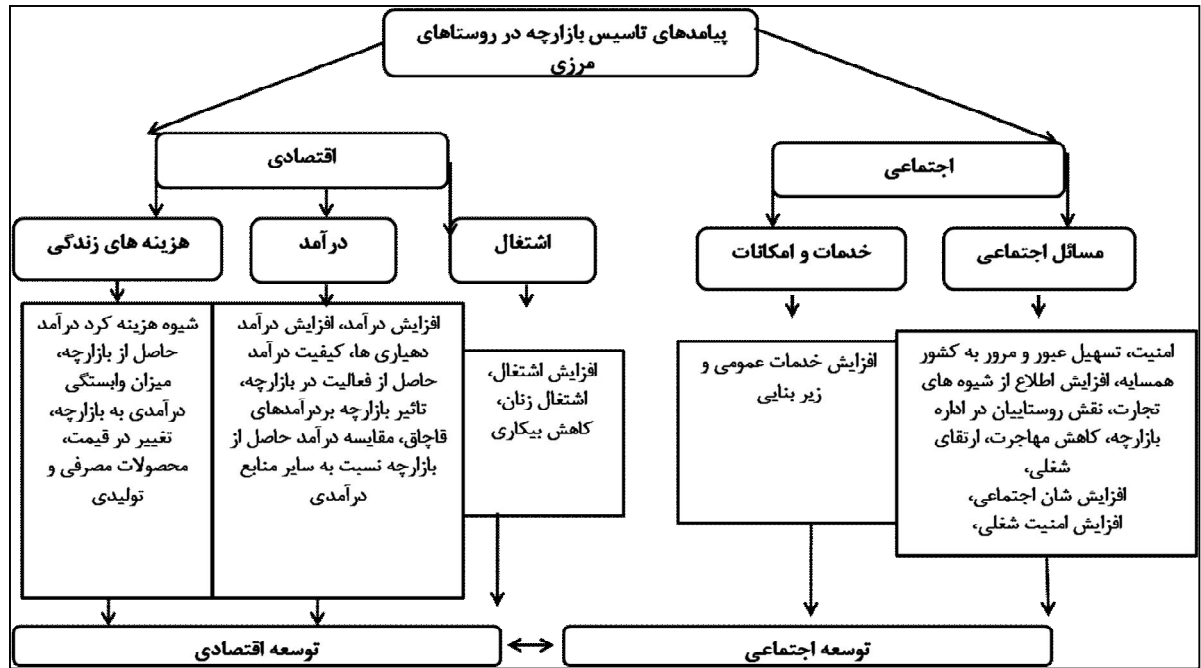 پیامدهای تاسیس بازارچه در روستاهای
مرزی
اجتماعی
اقتصادی
مسائل اجتماعی
خدمات و امکانات
اشتغال
درآمد
هزینه های زندگی
امنیت، تسهیل عبور و مرور به کشور
همسایه، افزایش اطلاع از شیوه های
تجارت، نقش روستاییان در اداره
بازارچه، کاهش مهاجرت، ارتقای
شغلی،
افزایش شان اجتماعی،
افزایش امنیت شغلی،
افزایش خدمات عمومی و
زیر بنایی
افزایش اشتغال،
اشتغال زنان،
کاهش بیکاری
افزایش درآمد، افزایش درآمد
دهیاری ها، کیفیت درآمد
حاصل از فعالیت در بازارچه،
تاثیر بازارچه بردرآمدهای
قاچاق، مقایسه درآمد حاصل از
بازارچه نسبت به سایر منابع
درآمدی
شیوه هزینه کرد درآمد
حاصل از بازارچه،
میزان وابستگی
درآمدی به بازارچه،
تغییر در قیمت،
محصولات مصرفی و
تولیدی
توسعه اجتماعی
توسعه اقتصادی